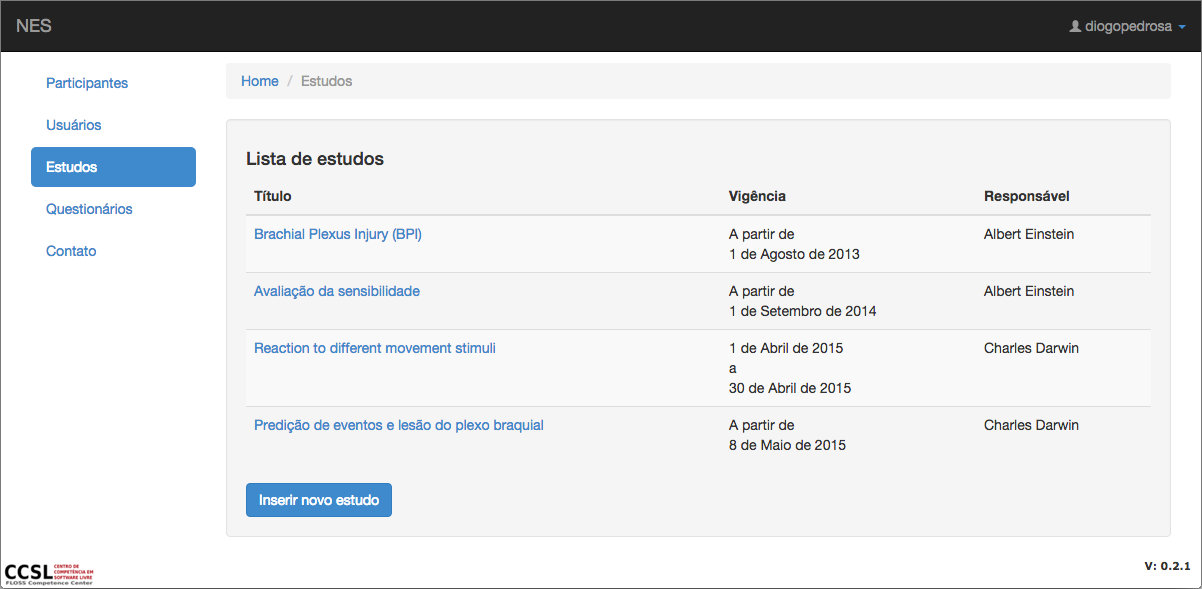 NES
diogopedrosa
Participantes
Usuários
Estudos
Questionários
Contato
Home / Estudos
Lista de estudos
Título Vigência Responsável
Brachial Plexus Injury (BPI) A partir de Albert Einstein
1 de Agosto de 2013
Avaliação da sensibilidade A partir de Albert Einstein
1 de Setembro de 2014
Reaction to different movement stimuli 1 de Abril de 2015 Charles Darwin
a
30 de Abril de 2015
Predição de eventos e lesão do plexo braquial A partir de Charles Darwin
8 de Maio de 2015
Inserir novo estudo
CCSL
CENTRO DE
COMPETÊNCIA EM
SOFTWARE LIVRE
FLOSS Competence Center
V: 0.2.1